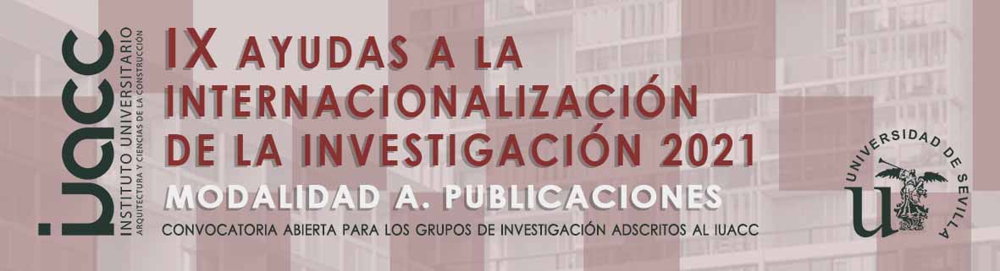 iuacc
INSTITUTO UNIVERSITARIO
ARQUITECTURA Y CIENCIAS DE LA CONSTRUCCIÓN
IX AYUDAS A LA
INTERNACIONALIZACIÓN
DE LA INVESTIGACIÓN 2021
MODALIDAD A. PUBLICACIONES
CONVOCATORIA ABIERTA PARA LOS GRUPOS DE INVESTIGACIÓN ADSCRITOS AL IUACC
UNIVERSIDAD DE SEVILLA
u